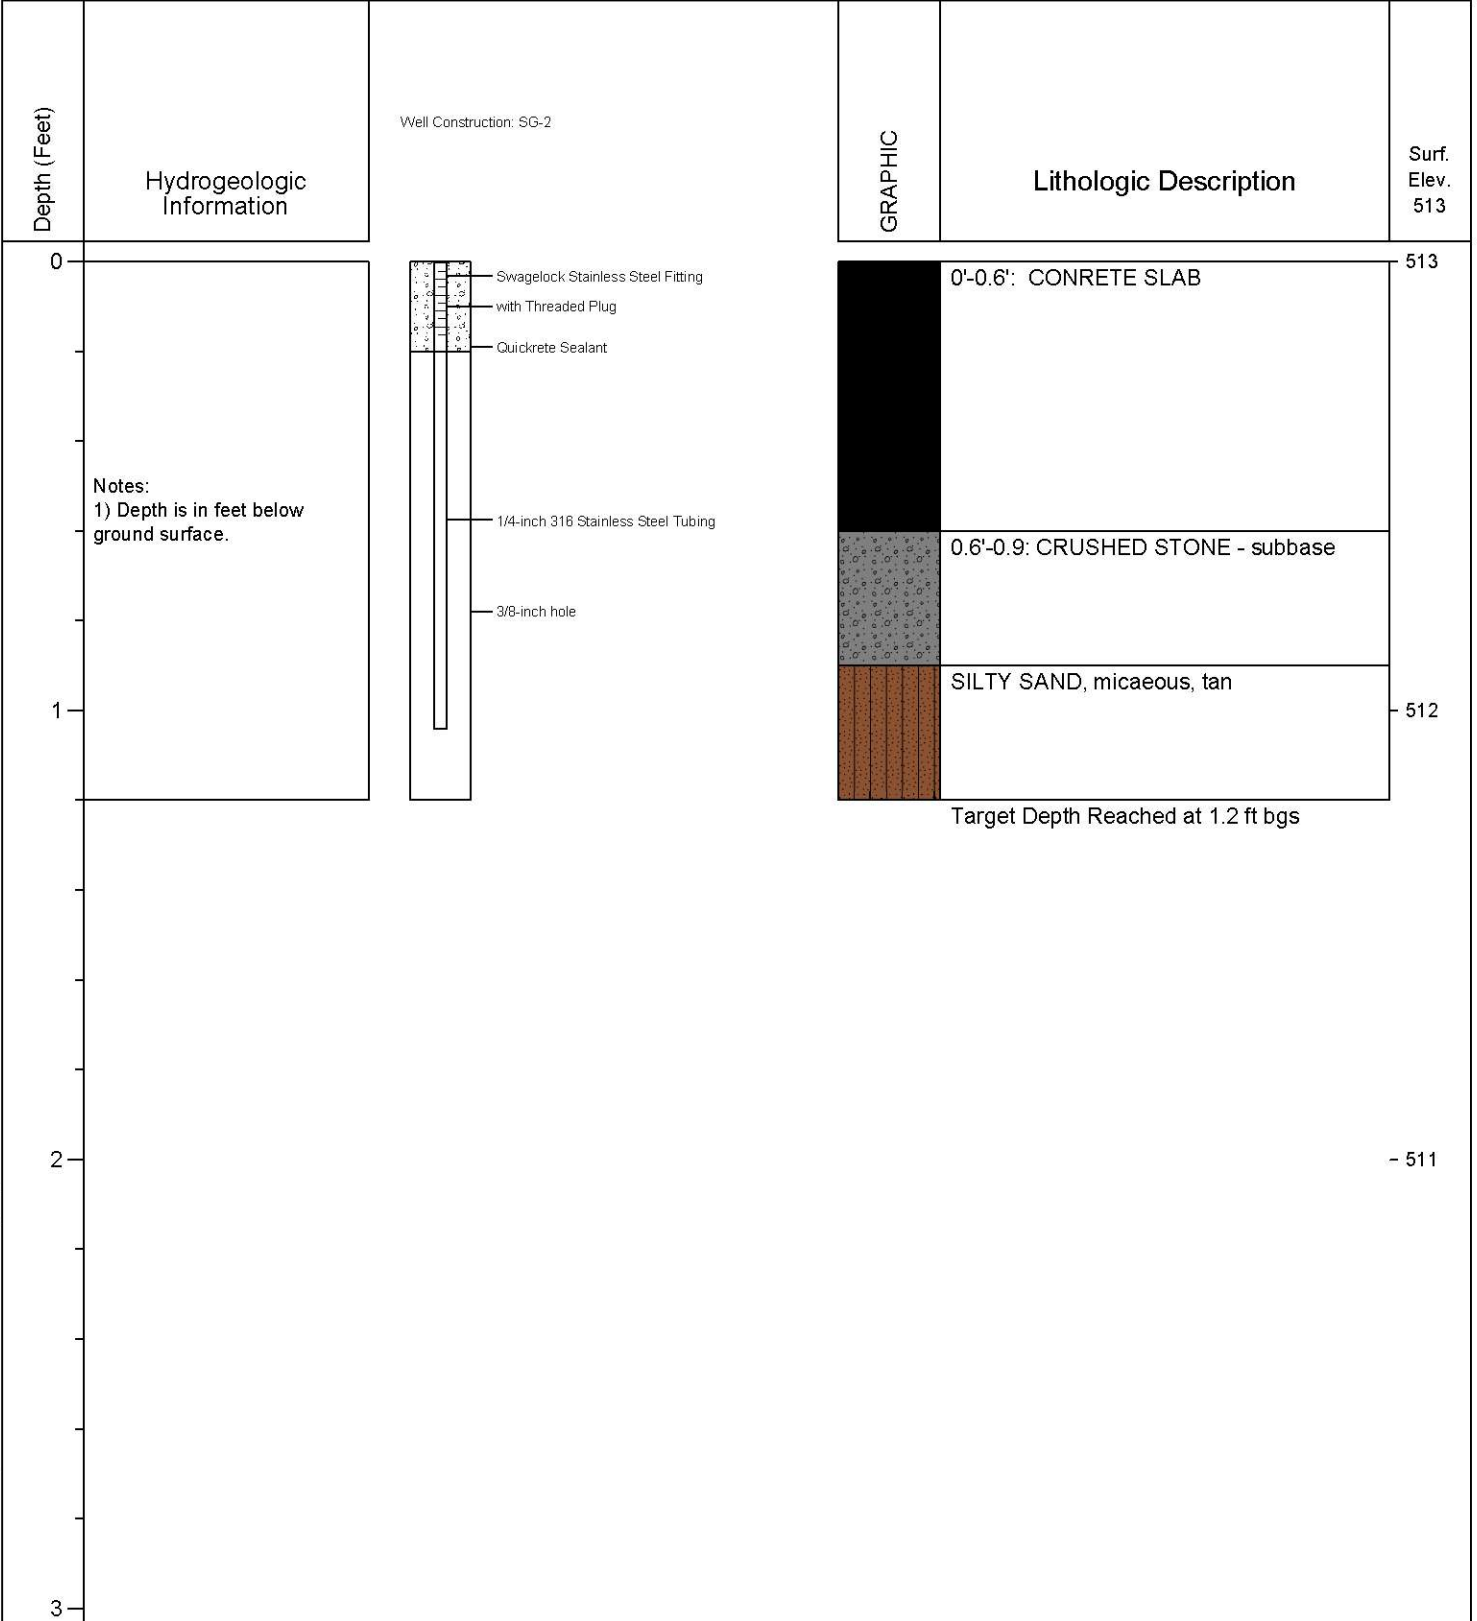 Depth (Feet)
Hydrogeologic
Information
Well Construction: SG-2
GRAPHIC
Lithologic Description
Surf.
Elev.
513
0
Swagelock Stainless Steel Fitting
with Threaded Plug
Quickrete Sealant
0'-0.6':  CONRETE SLAB
513
Notes:
1) Depth is in feet below
ground surface.
1/4-inch 316 Stainless Steel Tubing
3/8-inch hole
0.6'-0.9: CRUSHED STONE - subbase
SILTY SAND, micaeous, tan
1
512
Target Depth Reached at 1.2 ft bgs
2
511
3